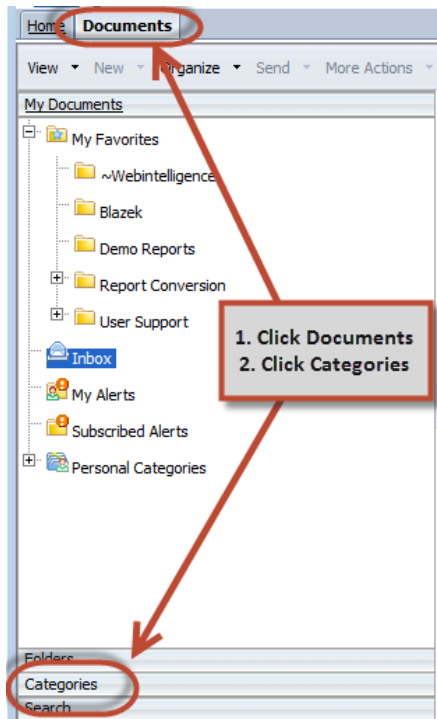 Home Documents
View New Organize Send More Actions
My Documents
My Favorites
~Webintelligence
Blazek
Demo Reports
Report Conversion
User Support
1. Click Documents
2. Click Categories
Inbox
My Alerts
Subscribed Alerts
Personal Categories
Folders
Categories
Search